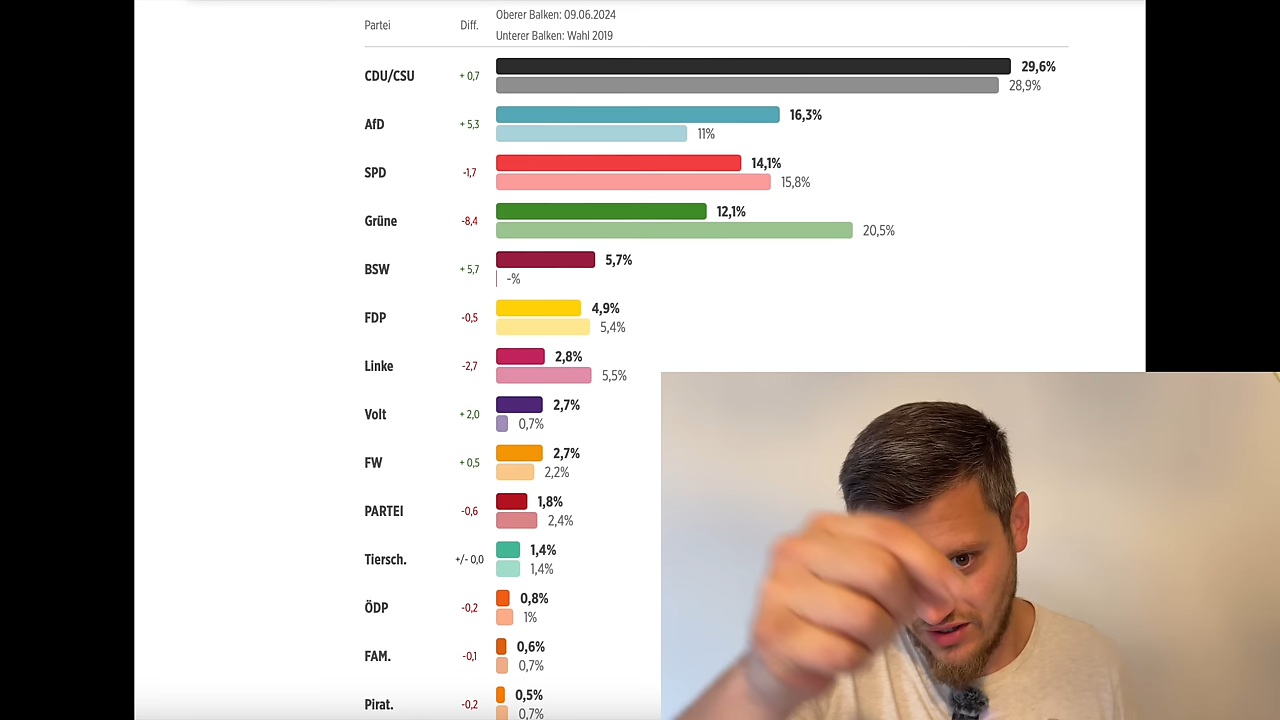 Oberer Balken: 09.06.2024
Partei Diff. Unterer Balken: Wahl 2019
CDU/CSU + 0,7 29,6%
28,9%
AfD + 5,3 16,3%
11%
SPD -1,7 14,1%
15,8%
Grüne -8,4 12,1%
20,5%
BSW + 5,7 5,7%
-%
FDP -0,5 4,9%
5,4%
Linke -2,7 2,8%
5,5%
Volt + 2,0 2,7%
0,7%
FW + 0,5 2,7%
2,2%
PARTEI -0,6 1,8%
2,4%
Tiersch. +/- 0,0 1,4%
1,4%
ÖDP -0,2 0,8%
1%
FAM. -0,1 0,6%
0,7%
Pirat. -0,2 0,5%
0,7%